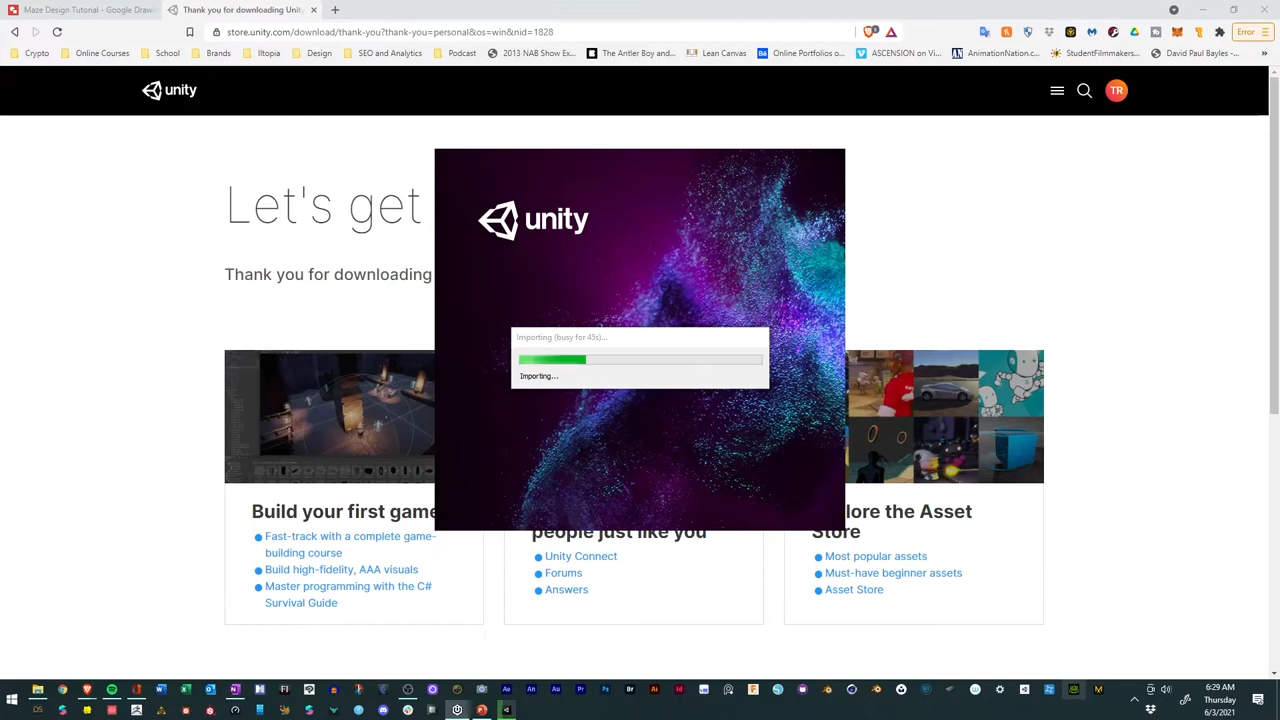 Maze Design Tutorial - Google Drawi
Thank you for downloading Unity
store.unity.com/download/thank-you?thank-you=personal&os=win&nid=1828
Error
Crypto
Online Courses
School
Brands
Iltopia
Design
SEO and Analytics
Podcast
2013 NAB Show Ex...
The Antler Boy and...
Lean Canvas
Online Portfolios o...
ASCENSION on Vi...
AnimationNation.c...
StudentFilmmakers...
David Paul Bayles -...
unity
TR
Let's get
Thank you for downloading
unity
Importing (busy for 45s)...
Importing...
Build your first game
Fast-track with a complete game-
building course
Build high-fidelity, AAA visuals
Master programming with the C#
Survival Guide
people just like you
Unity Connect
Forums
Answers
lore the Asset
Store
Most popular assets
Must-have beginner assets
Asset Store
6:29 AM
Thursday
6/3/2021